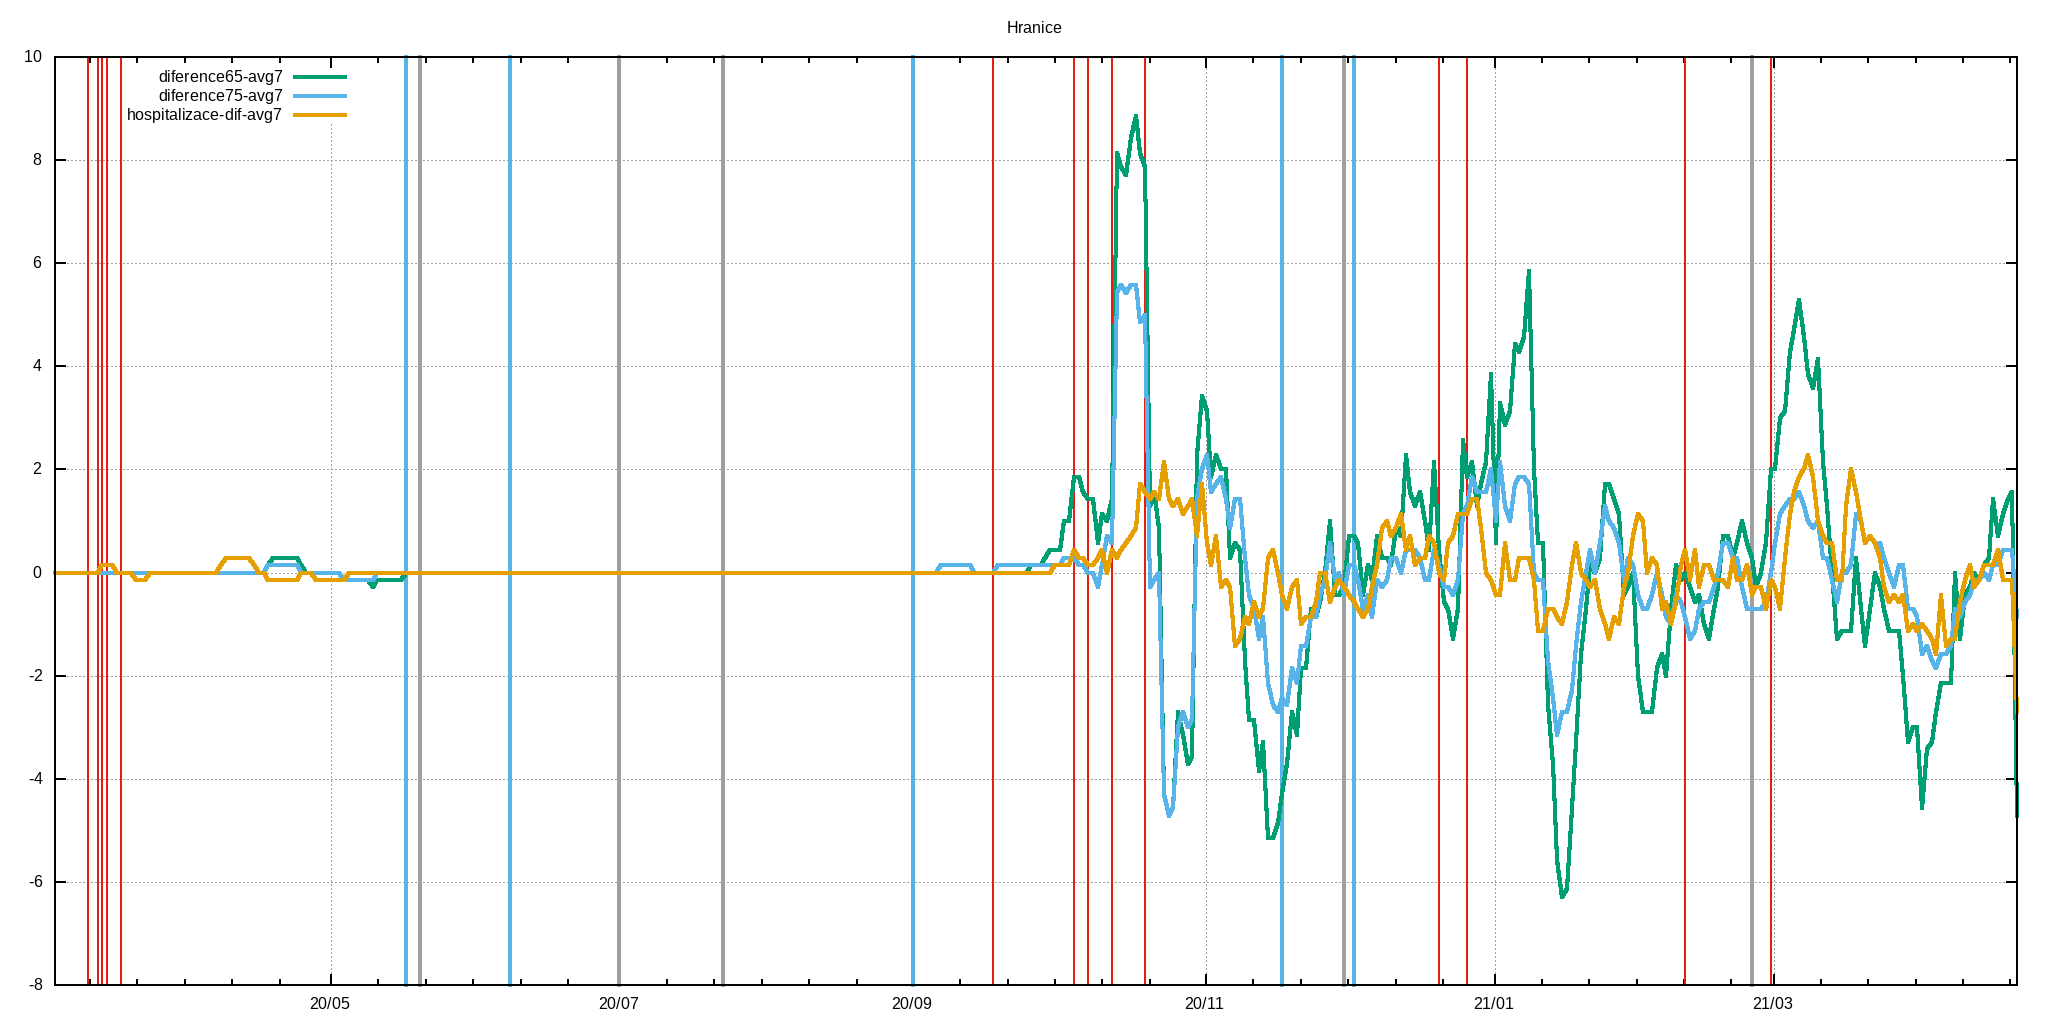 Hranice
diference65-avg7
diference75-avg7
hospitalizace-dif-avg7
10
8
6
4
2
0
-2
-4
-6
-8
20/05 20/07 20/09 20/11 21/01 21/03